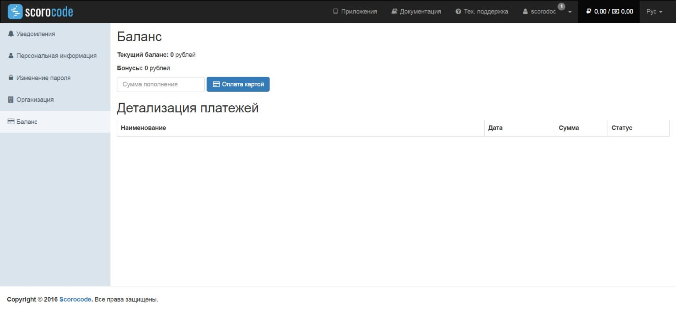 scorocode Приложения Документация Тех. поддержка scorodoc 0,00 / 0,00 Рус
Уведомления
Персональная информация
Изменение пароля
Организация
Баланс
Баланс
Текущий баланс: 0 рублей
Бонусы: 0 рублей
Сумма пополнения Оплата картой
Детализация платежей
Наименование Дата Сумма Статус
Copyright © 2016 Scorocode. Все права защищены.